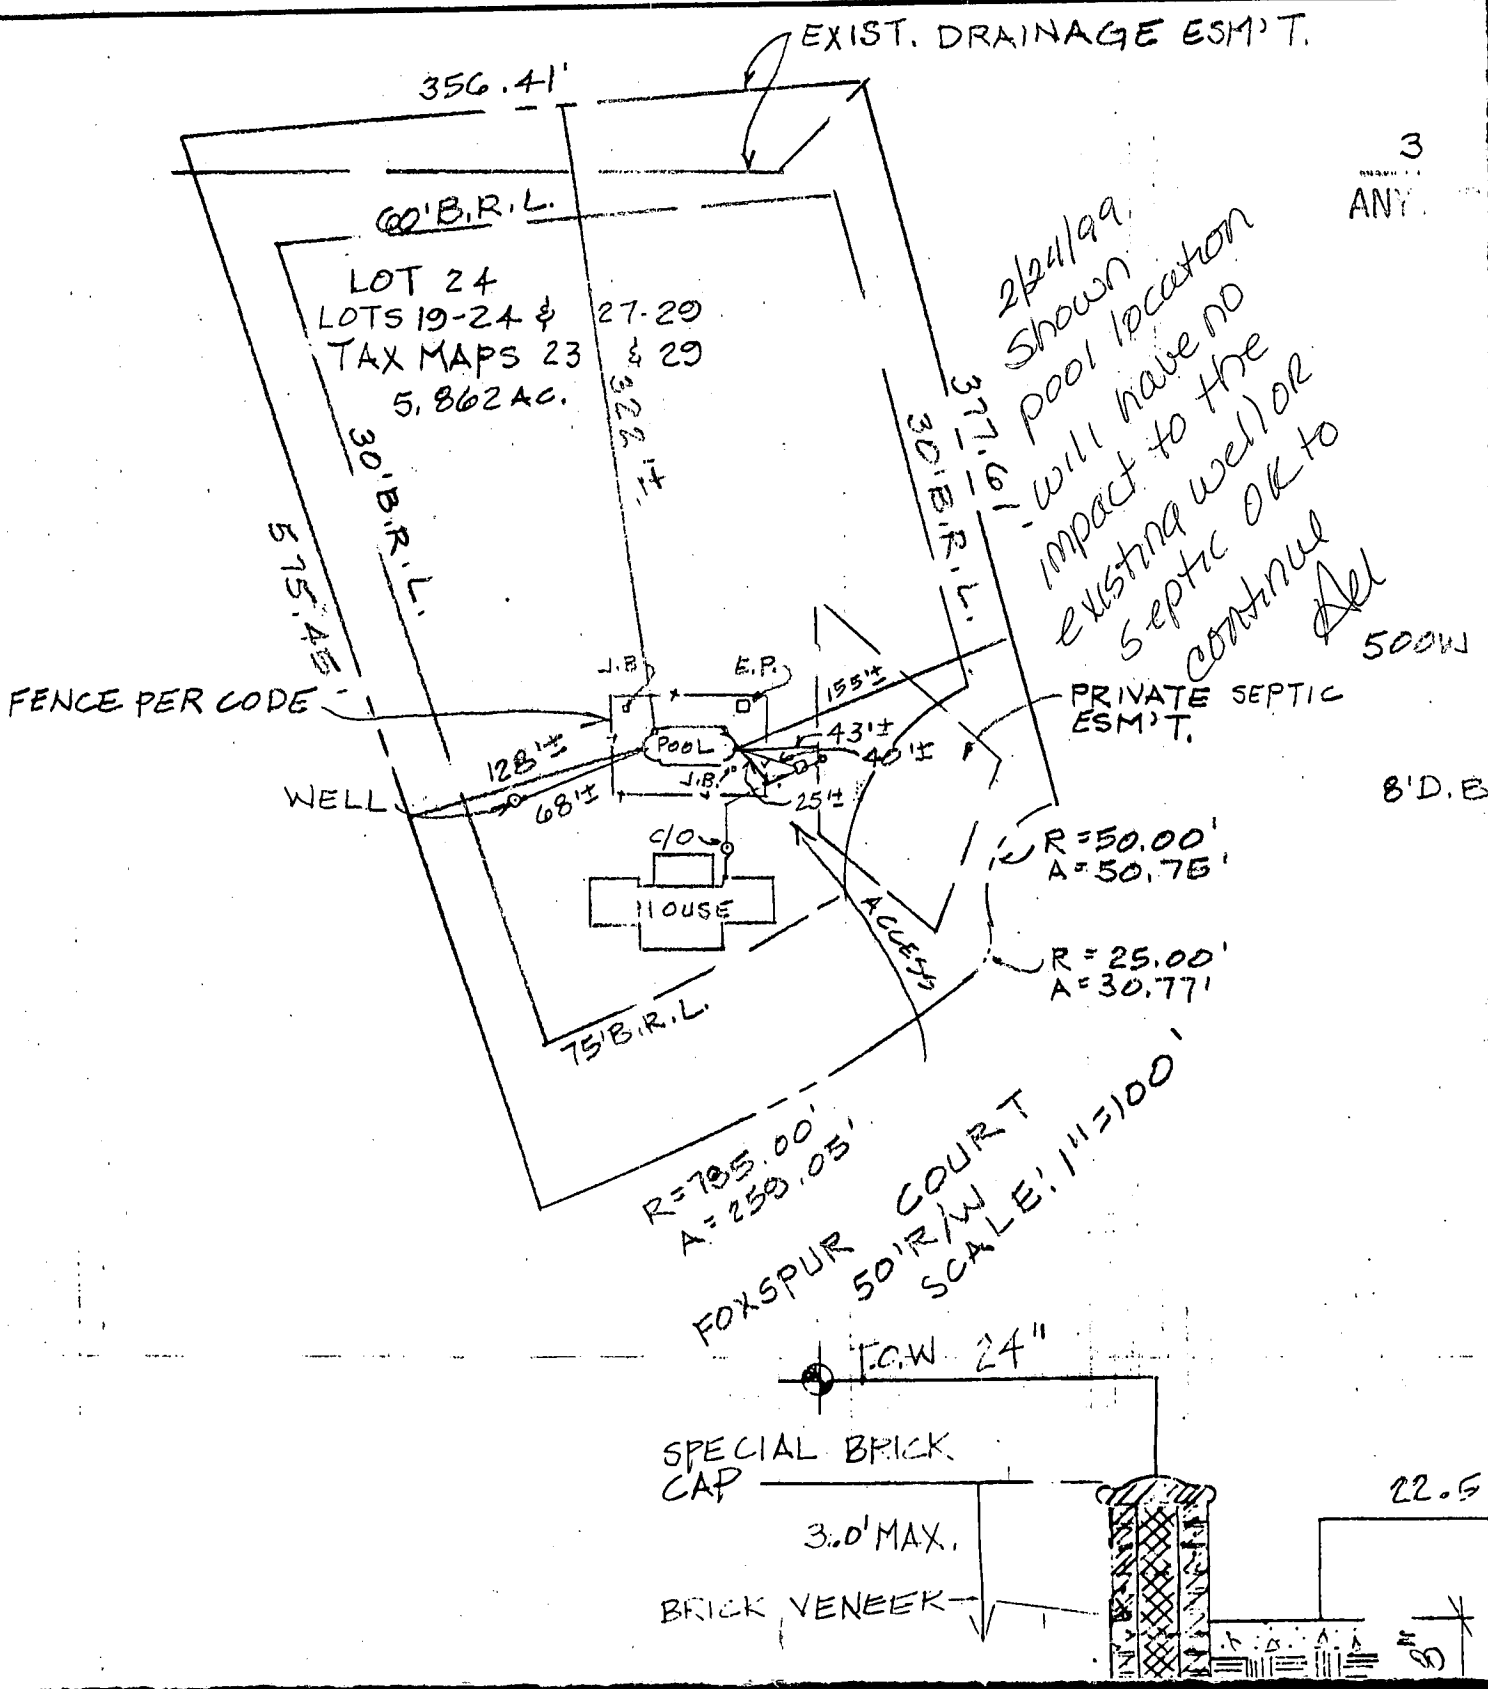 EXIST. DRAINAGE ESM'T.
356.41'
60' B.R.L.
LOT 24
LOTS 19-24 & 27-29
TAX MAPS 23 & 29
5.862 AC.
322'±
30' B.R.L.
575.45
377.61'
30' B.R.L.
3
ANY.
2/24/99
Shown
pool location
will have no
impact to the
existing well or
septic OK to
continue
500W
8' D.E
FENCE PER CODE
J.B.
E.P.
155'±
PRIVATE SEPTIC
ESM'T.
POOL
43'±
40'±
128'±
68'±
WELL
J.B.
25'±
C/O
HOUSE
ACCESS
R=50.00'
A=50.75'
R=25.00'
A=30.77'
75' B.R.L.
R=785.00'
A=259.05'
FOXSPUR COURT
50' R/W
SCALE: 1"=100'
T.O.W 24"
SPECIAL BRICK
CAP
3.0' MAX.
BRICK VENEER
22.5